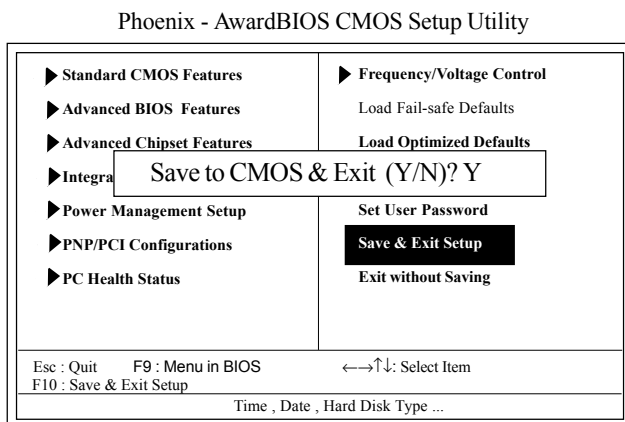 Phoenix - AwardBIOS CMOS Setup Utility
Standard CMOS Features
Advanced BIOS Features
Advanced Chipset Features
Integra
Power Management Setup
PNP/PCI Configurations
PC Health Status
Frequency/Voltage Control
Load Fail-safe Defaults
Load Optimized Defaults
Save to CMOS & Exit (Y/N)? Y
Set User Password
Save & Exit Setup
Exit without Saving
Esc : Quit F9 : Menu in BIOS ←→↑↓: Select Item
F10 : Save & Exit Setup
Time , Date , Hard Disk Type ...